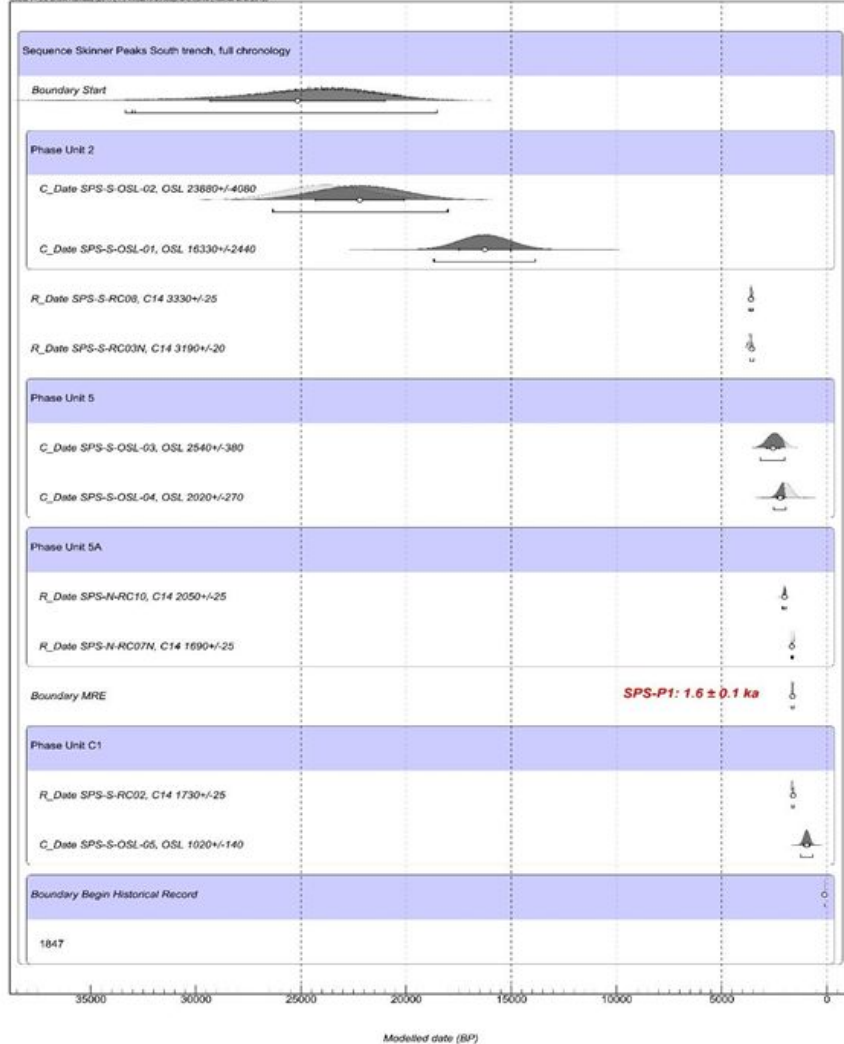 Sequence Skinner Peaks South trench, full chronology
Boundary Start
Phase Unit 2
C_Date SPS-S-OSL-02, OSL 23880+/-4080
C_Date SPS-S-OSL-01, OSL 16330+/-2440
R_Date SPS-S-RC08, C14 3330+/-25
R_Date SPS-S-RC03N, C14 3190+/-20
Phase Unit 5
C_Date SPS-S-OSL-03, OSL 2540+/-380
C_Date SPS-S-OSL-04, OSL 2020+/-270
Phase Unit 5A
R_Date SPS-N-RC10, C14 2050+/-25
R_Date SPS-N-RC07N, C14 1690+/-25
Boundary MRE
SPS-P1: 1.6 ± 0.1 ka
Phase Unit C1
R_Date SPS-S-RC02, C14 1730+/-25
C_Date SPS-S-OSL-05, OSL 1020+/-140
Boundary Begin Historical Record
1847
35000 30000 25000 20000 15000 10000 5000 0
Modelled date (BP)